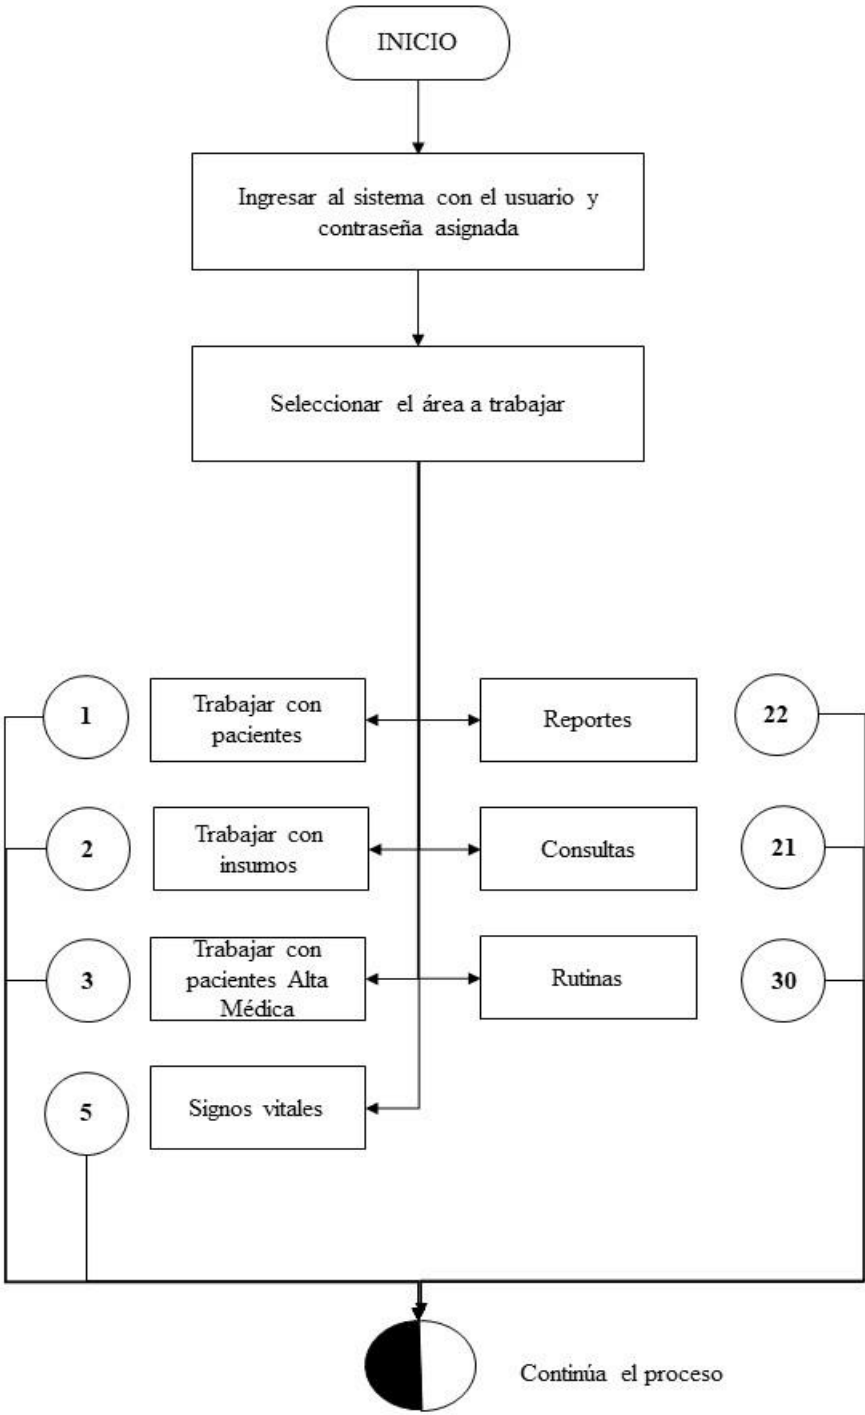 INICIO
Ingresar al sistema con el usuario y
contraseña asignada
Seleccionar el área a trabajar
1
Trabajar con
pacientes
Reportes
22
2
Trabajar con
insumos
Consultas
21
3
Trabajar con
pacientes Alta
Médica
Rutinas
30
5
Signos vitales
Continúa el proceso